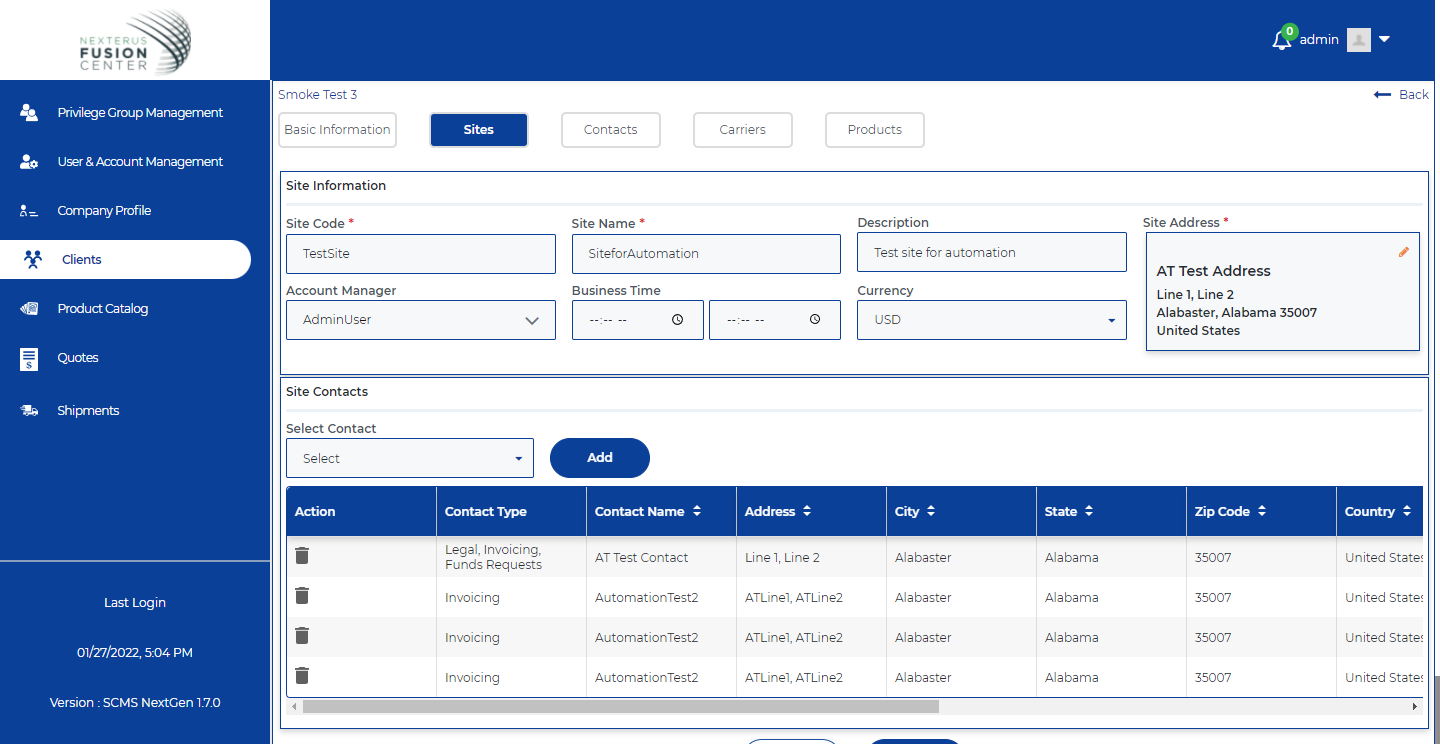 NEXTERUS
FUSION
CENTER
0
admin
Privilege Group Management
User & Account Management
Company Profile
Clients
Product Catalog
Quotes
Shipments
Last Login
01/27/2022, 5:04 PM
Version : SCMS NextGen 1.7.0
Smoke Test 3
Back
Basic Information
Sites
Contacts
Carriers
Products
Site Information
Site Code *
Site Name *
Description
Site Address *
TestSite
SiteforAutomation
Test site for automation
AT Test Address
Line 1, Line 2
Alabaster, Alabama 35007
United States
Account Manager
Business Time
Currency
AdminUser
--:-- --
--:-- --
USD
Site Contacts
Select Contact
Select
Add
Action Contact Type Contact Name Address City State Zip Code Country
Legal, Invoicing,
Funds Requests
AT Test Contact Line 1, Line 2 Alabaster Alabama 35007 United States
Invoicing AutomationTest2 ATLine1, ATLine2 Alabaster Alabama 35007 United States
Invoicing AutomationTest2 ATLine1, ATLine2 Alabaster Alabama 35007 United States
Invoicing AutomationTest2 ATLine1, ATLine2 Alabaster Alabama 35007 United States